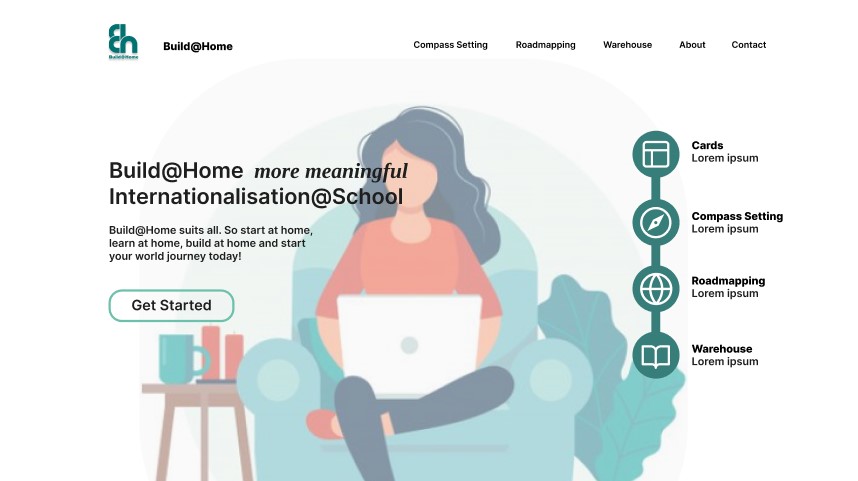 Build@Home
Build@Home
Compass Setting
Roadmapping
Warehouse
About
Contact
Build@Home more meaningful
Internationalisation@School
Build@Home suits all. So start at home,
learn at home, build at home and start
your world journey today!
Get Started
Cards
Lorem ipsum
Compass Setting
Lorem ipsum
Roadmapping
Lorem ipsum
Warehouse
Lorem ipsum